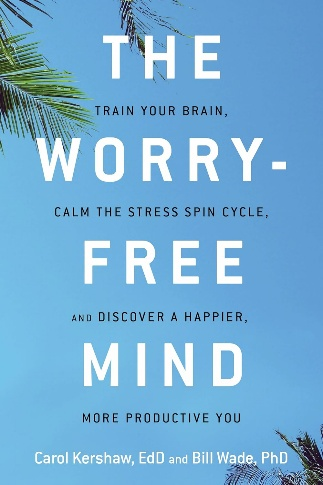 THE
TRAIN YOUR BRAIN,
WORRY-
CALM THE STRESS SPIN CYCLE,
FREE
AND DISCOVER A HAPPIER,
MIND
MORE PRODUCTIVE YOU
Carol Kershaw, EdD and Bill Wade, PhD